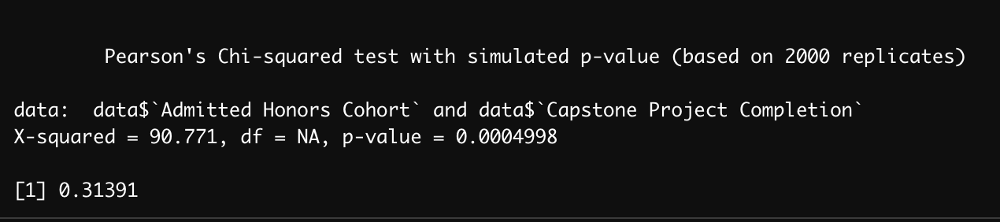 Pearson's Chi-squared test with simulated p-value (based on 2000 replicates)
data:  data$`Admitted Honors Cohort` and data$`Capstone Project Completion`
X-squared = 90.771, df = NA, p-value = 0.0004998
[1] 0.31391